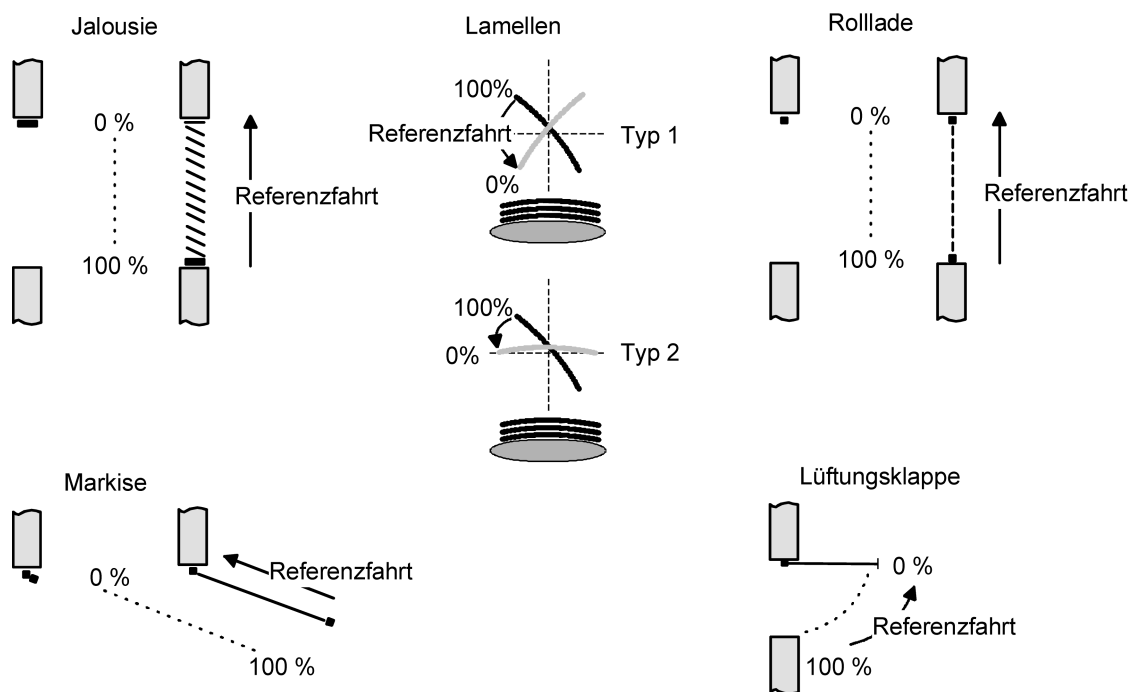 Jalousie
0 %
Referenzfahrt
100 %
Lamellen
100%
Referenzfahrt
Typ 1
0%
100%
0%
Typ 2
Rolllade
0 %
Referenzfahrt
100 %
Markise
0 %
Referenzfahrt
100 %
Lüftungsklappe
0 %
Referenzfahrt
100 %